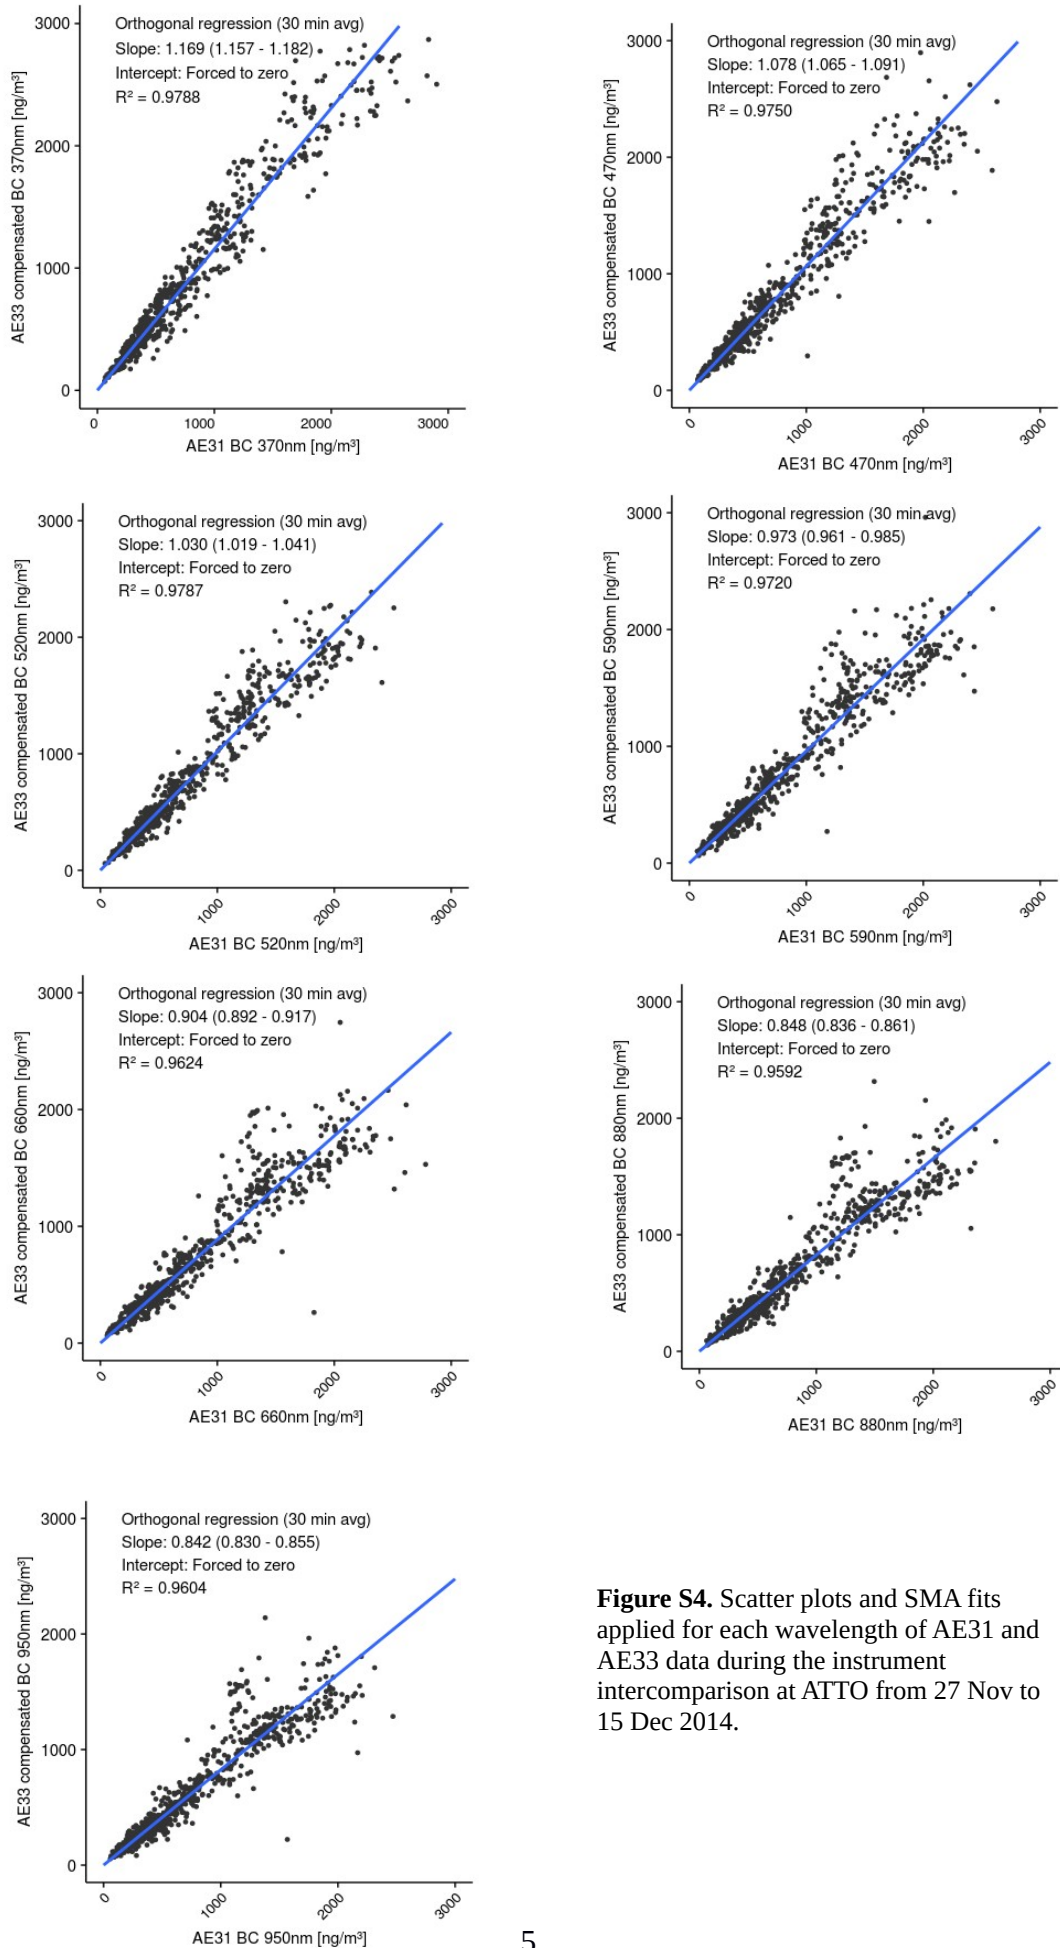 Orthogonal regression (30 min avg)
Slope: 1.169 (1.157 - 1.182)
Intercept: Forced to zero
R² = 0.9788
AE33 compensated BC 370nm [ng/m³]
3000
2000
1000
0
0 1000 2000 3000
AE31 BC 370nm [ng/m³]
Orthogonal regression (30 min avg)
Slope: 1.078 (1.065 - 1.091)
Intercept: Forced to zero
R² = 0.9750
AE33 compensated BC 470nm [ng/m³]
3000
2000
1000
0
0 1000 2000 3000
AE31 BC 470nm [ng/m³]
Orthogonal regression (30 min avg)
Slope: 1.030 (1.019 - 1.041)
Intercept: Forced to zero
R² = 0.9787
AE33 compensated BC 520nm [ng/m³]
3000
2000
1000
0
0 1000 2000 3000
AE31 BC 520nm [ng/m³]
Orthogonal regression (30 min avg)
Slope: 0.973 (0.961 - 0.985)
Intercept: Forced to zero
R² = 0.9720
AE33 compensated BC 590nm [ng/m³]
3000
2000
1000
0
0 1000 2000 3000
AE31 BC 590nm [ng/m³]
Orthogonal regression (30 min avg)
Slope: 0.904 (0.892 - 0.917)
Intercept: Forced to zero
R² = 0.9624
AE33 compensated BC 660nm [ng/m³]
3000
2000
1000
0
0 1000 2000 3000
AE31 BC 660nm [ng/m³]
Orthogonal regression (30 min avg)
Slope: 0.848 (0.836 - 0.861)
Intercept: Forced to zero
R² = 0.9592
AE33 compensated BC 880nm [ng/m³]
3000
2000
1000
0
0 1000 2000 3000
AE31 BC 880nm [ng/m³]
Orthogonal regression (30 min avg)
Slope: 0.842 (0.830 - 0.855)
Intercept: Forced to zero
R² = 0.9604
AE33 compensated BC 950nm [ng/m³]
3000
2000
1000
0
0 1000 2000 3000
AE31 BC 950nm [ng/m³]
Figure S4. Scatter plots and SMA fits
applied for each wavelength of AE31 and
AE33 data during the instrument
intercomparison at ATTO from 27 Nov to
15 Dec 2014.
5